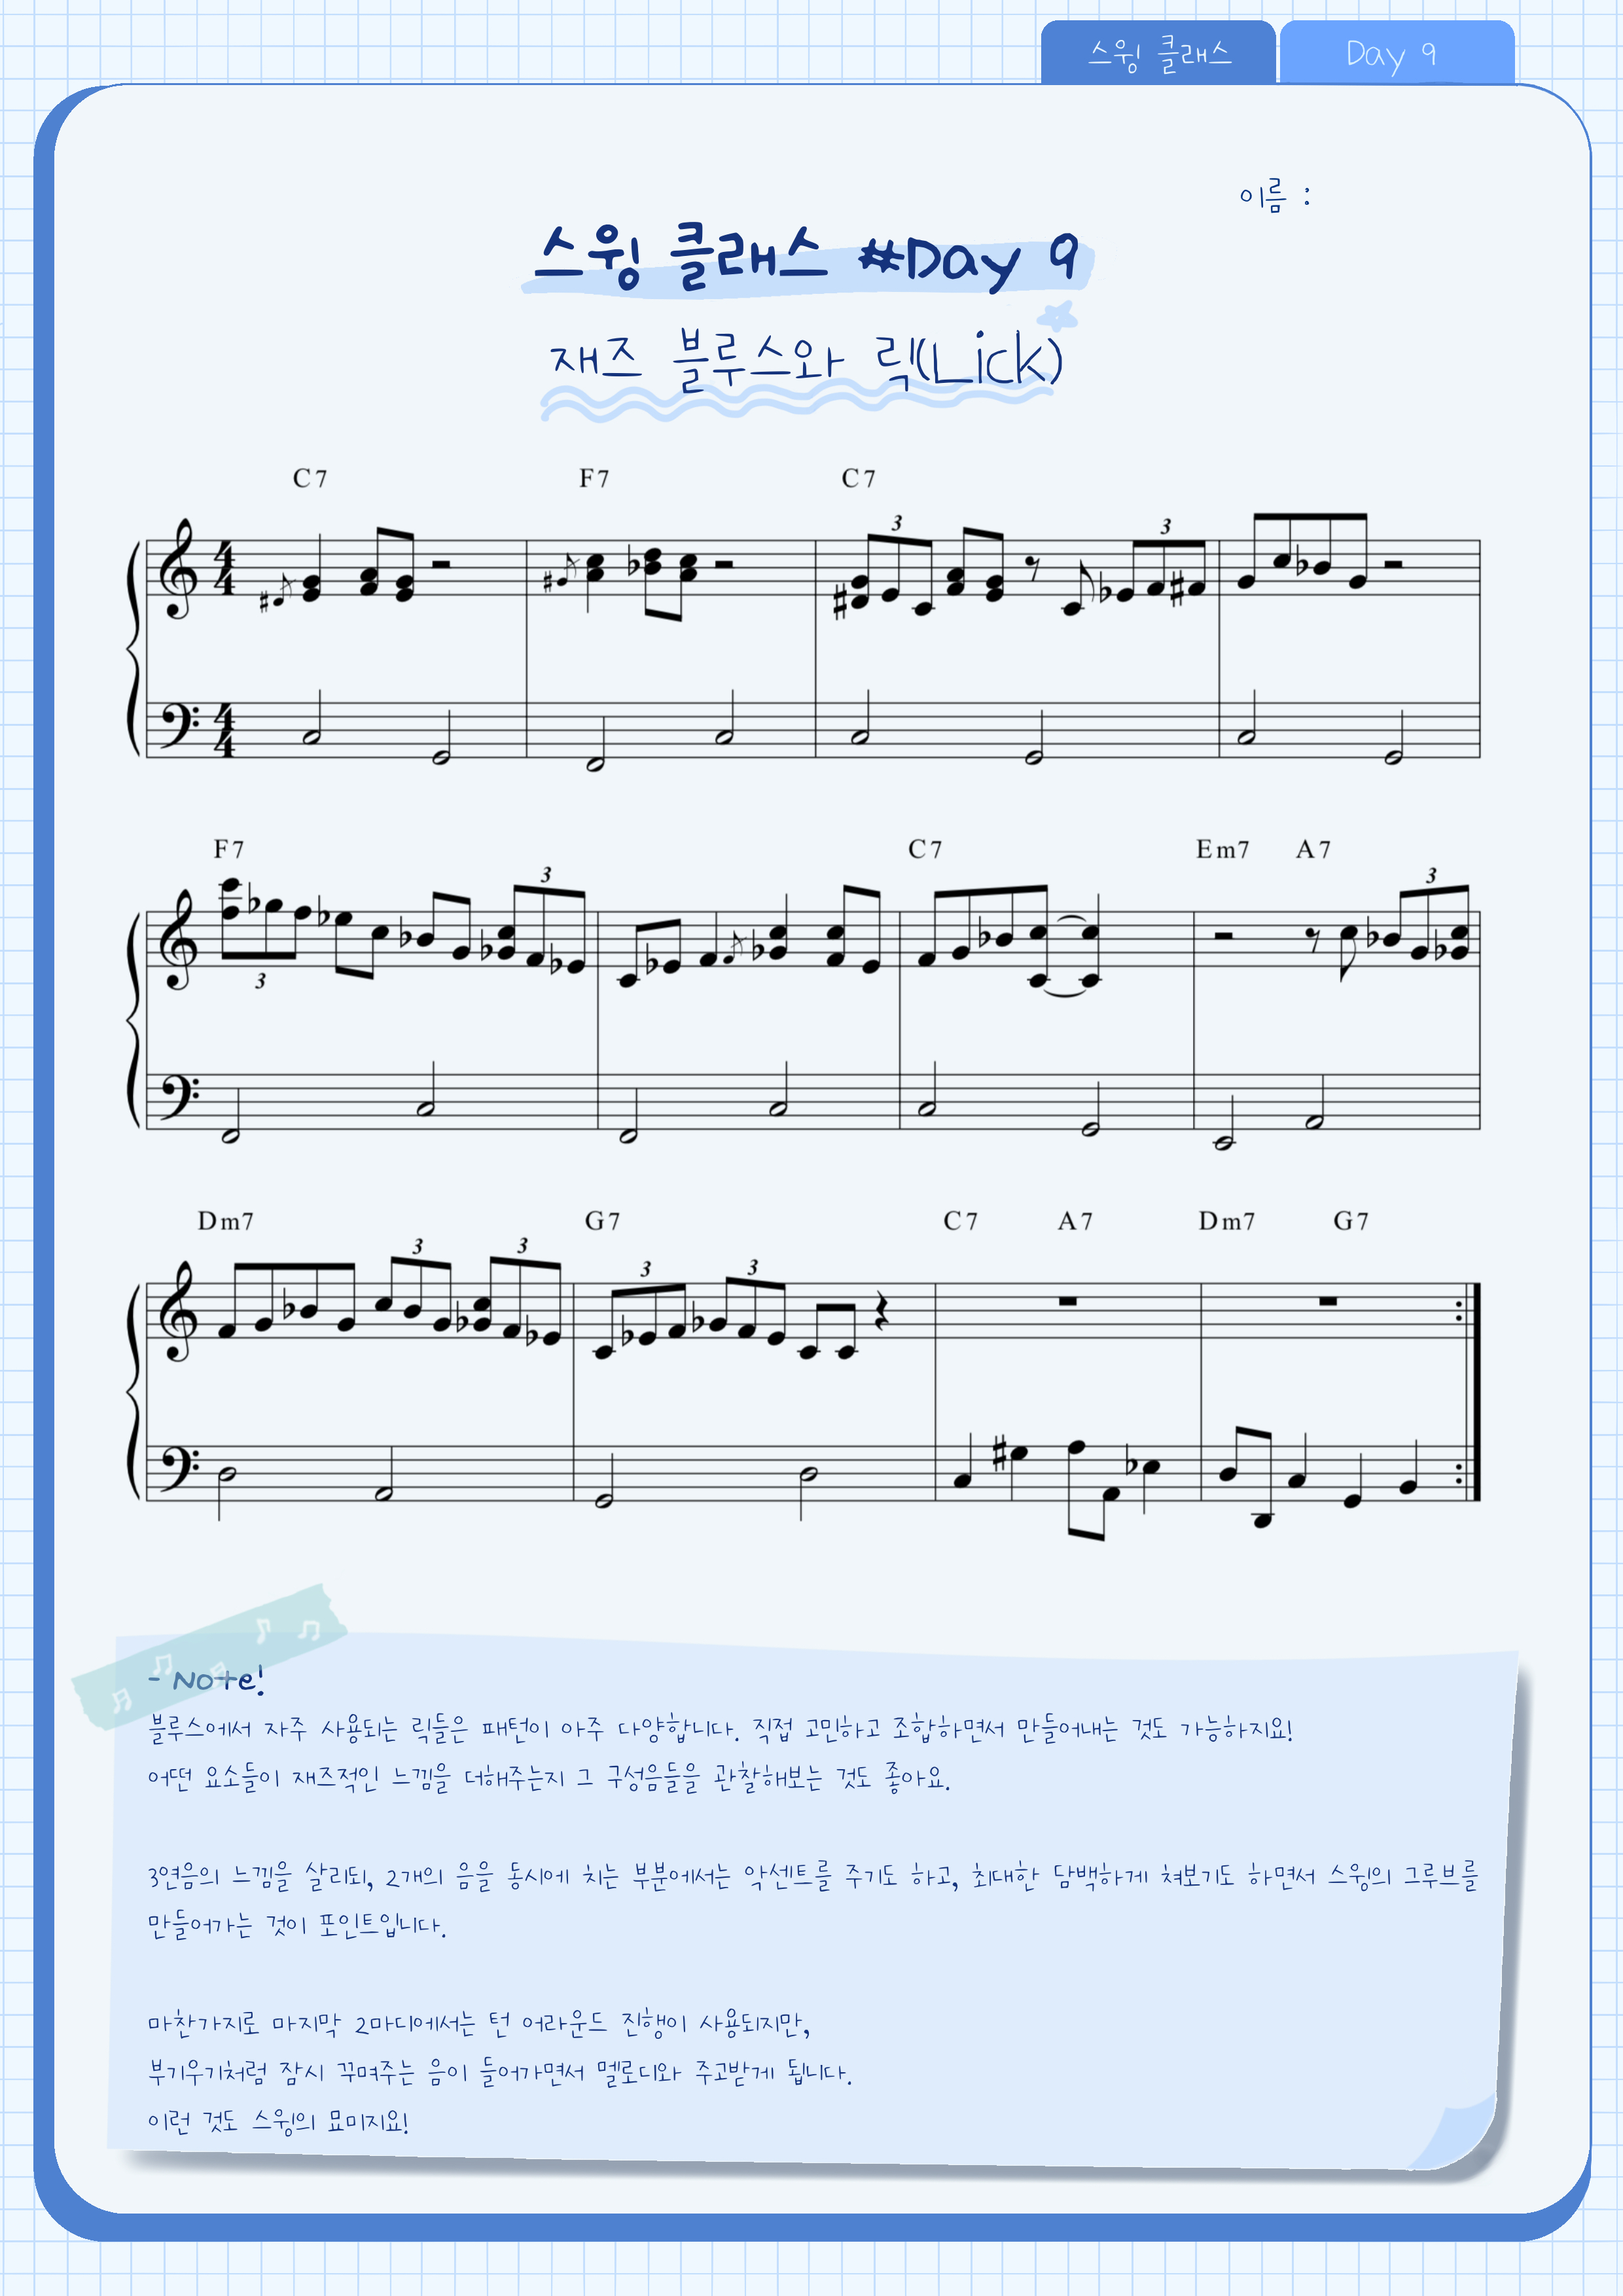 스윙 클래스 Day 9
이름 :
스윙 클래스 #Day 9
재즈 블루스와 릭(Lick)
C7 F7 C7
4 4 3 3
4 4
F7 C7 Em7 A7
3 3 3
Dm7 G7 C7 A7 Dm7 G7
3 3 3 3
- Note!
블루스에서 자주 사용되는 릭들은 패턴이 아주 다양합니다. 직접 고민하고 조합하면서 만들어내는 것도 가능하지요!
어떤 요소들이 재즈적인 느낌을 더해주는지 그 구성음들을 관찰해보는 것도 좋아요.
3연음의 느낌을 살리되, 2개의 음을 동시에 치는 부분에서는 악센트를 주기도 하고, 최대한 담백하게 쳐보기도 하면서 스윙의 그루브를
만들어가는 것이 포인트입니다.
마찬가지로 마지막 2마디에서는 턴 어라운드 진행이 사용되지만,
부기우기처럼 잠시 꾸며주는 음이 들어가면서 멜로디와 주고받게 됩니다.
이런 것도 스윙의 묘미지요!